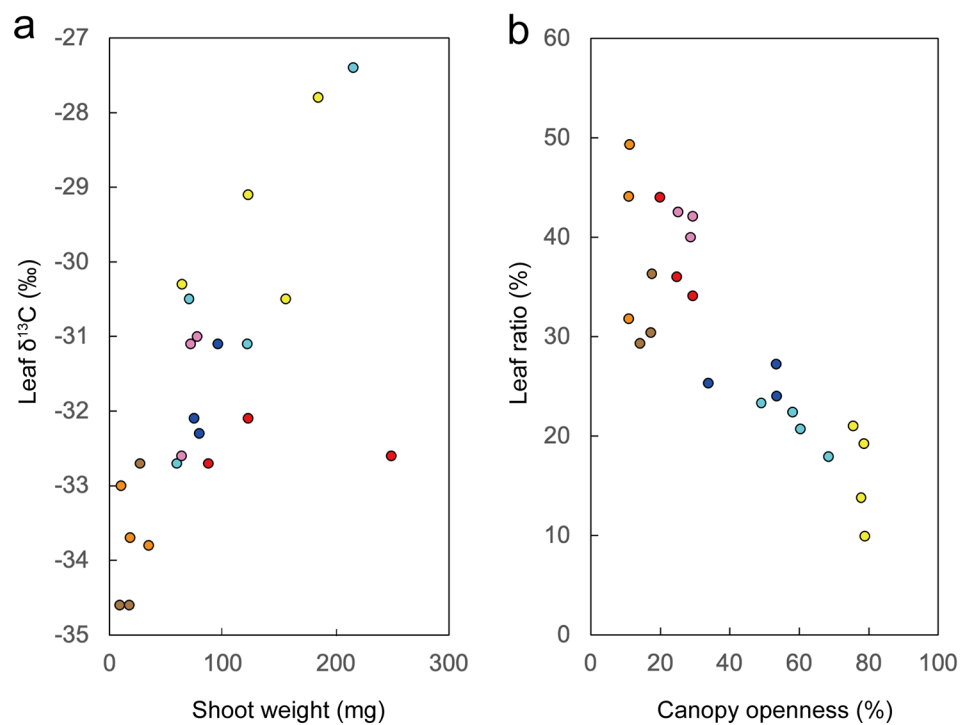 a
-27
-28
-29
-30
-31
-32
-33
-34
-35
Leaf δ¹³C (‰)
0 100 200 300
Shoot weight (mg)
b
60
50
40
30
20
10
0
Leaf ratio (%)
0 20 40 60 80 100
Canopy openness (%)